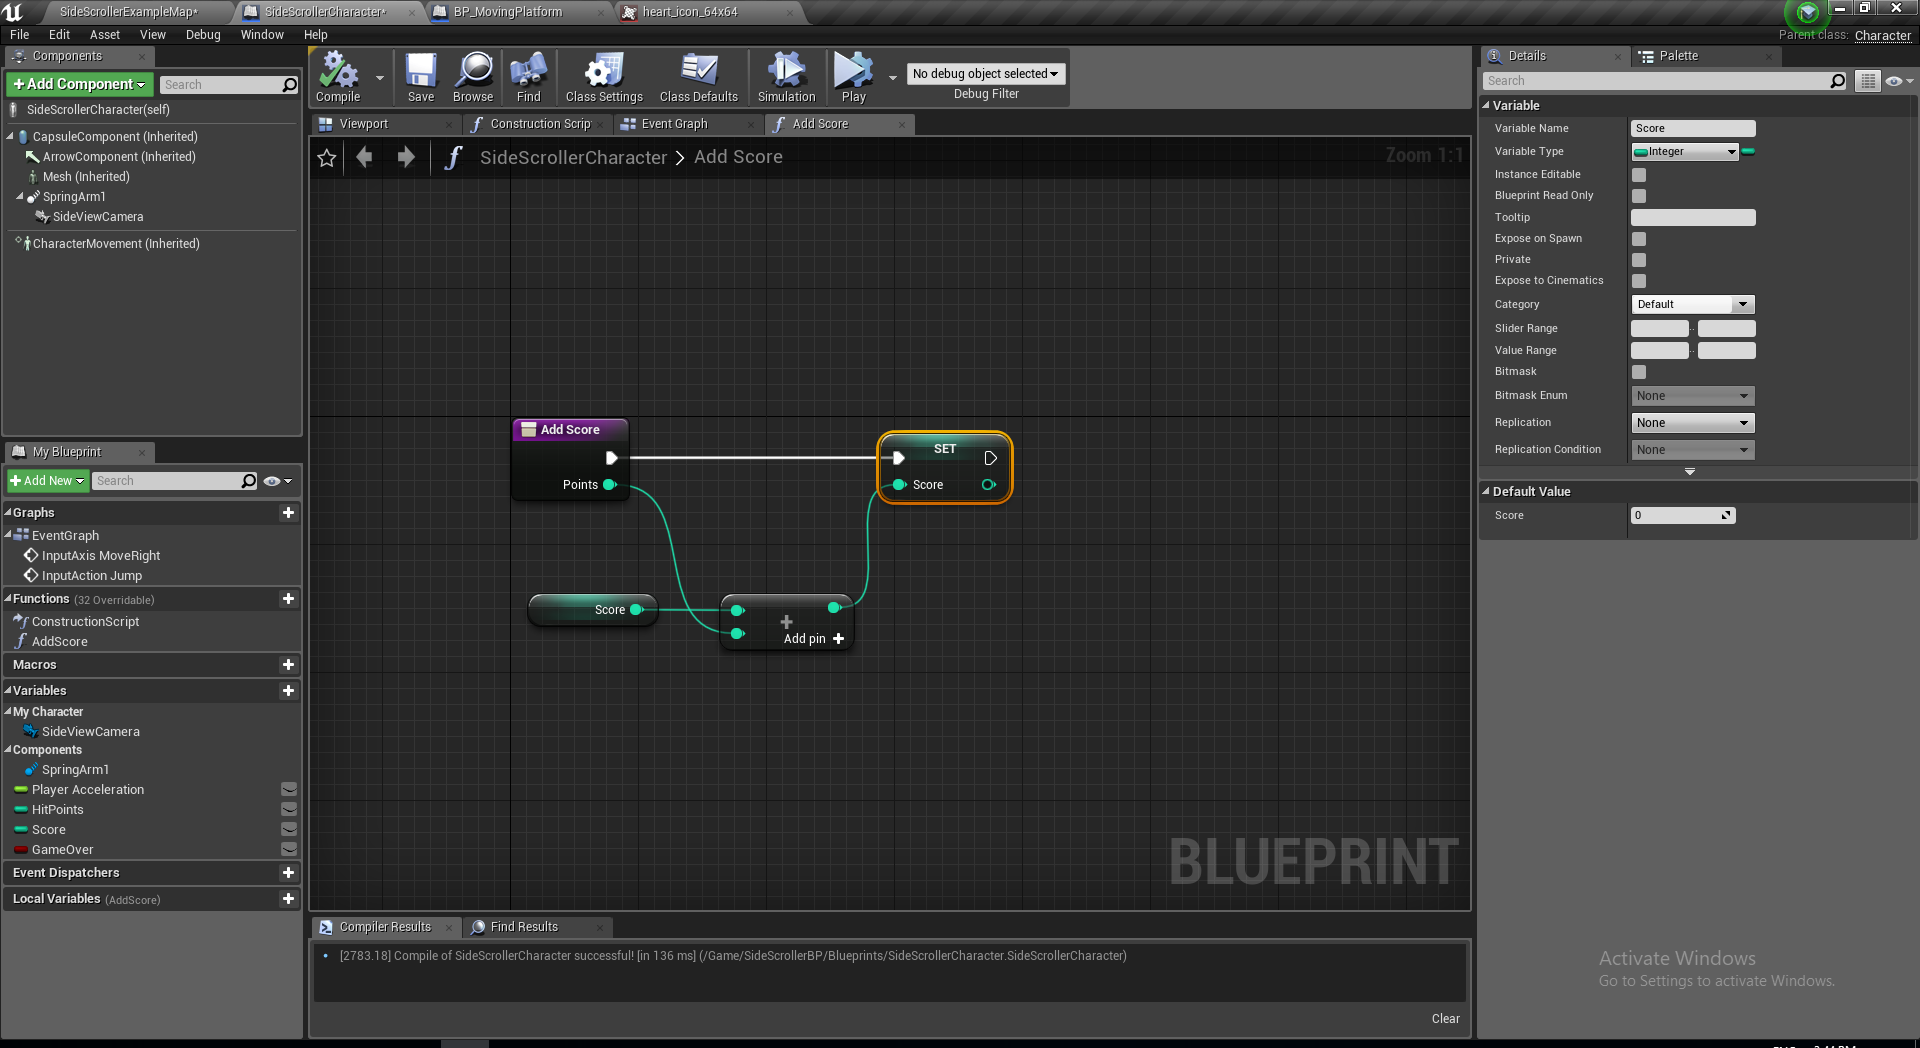 SideScrollerExampleMap*
SideScrollerCharacter*
BP_MovingPlatform
heart_icon_64x64
File Edit Asset View Debug Window Help
Parent class: Character
Components
+ Add Component
Search
SideScrollerCharacter(self)
CapsuleComponent (Inherited)
ArrowComponent (Inherited)
Mesh (Inherited)
SpringArm1
SideViewCamera
CharacterMovement (Inherited)
My Blueprint
+ Add New
Search
Graphs
EventGraph
InputAxis MoveRight
InputAction Jump
Functions (32 Overridable)
ConstructionScript
AddScore
Macros
Variables
My Character
SideViewCamera
Components
SpringArm1
Player Acceleration
HitPoints
Score
GameOver
Event Dispatchers
Local Variables (AddScore)
Compile
Save
Browse
Find
Class Settings
Class Defaults
Simulation
Play
No debug object selected
Debug Filter
Viewport
Construction Scrip
Event Graph
Add Score
SideScrollerCharacter > Add Score
Zoom 1:1
Add Score
Points
SET
Score
Score
Add pin +
BLUEPRINT
Compiler Results
Find Results
[2783.18] Compile of SideScrollerCharacter successful! [in 136 ms] (/Game/SideScrollerBP/Blueprints/SideScrollerCharacter.SideScrollerCharacter)
Clear
Details
Palette
Search
Variable
Variable Name Score
Variable Type Integer
Instance Editable
Blueprint Read Only
Tooltip
Expose on Spawn
Private
Expose to Cinematics
Category Default
Slider Range
Value Range
Bitmask
Bitmask Enum None
Replication None
Replication Condition None
Default Value
Score 0
Activate Windows
Go to Settings to activate Windows.